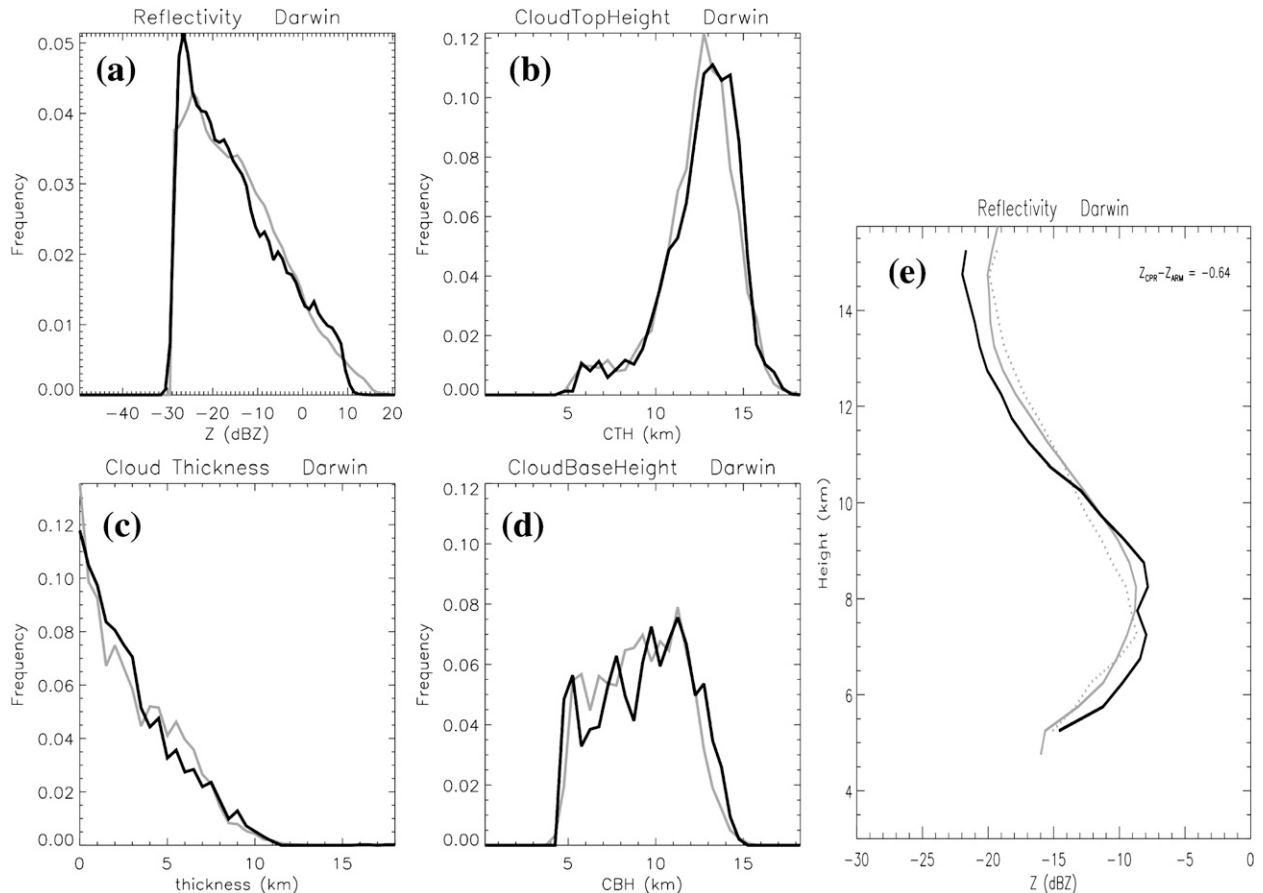 Reflectivity Darwin
(a)
0.05
0.04
0.03
0.02
0.01
0.00
Frequency
-40 -30 -20 -10 0 10 20
Z (dBZ)
CloudTopHeight Darwin
(b)
0.12
0.10
0.08
0.06
0.04
0.02
0.00
Frequency
5 10 15
CTH (km)
Cloud Thickness Darwin
(c)
0.12
0.10
0.08
0.06
0.04
0.02
0.00
Frequency
0 5 10 15
thickness (km)
CloudBaseHeight Darwin
(d)
0.12
0.10
0.08
0.06
0.04
0.02
0.00
Frequency
5 10 15
CBH (km)
Reflectivity Darwin
(e)
Z_CPR-Z_ARM = -0.64
14
12
10
8
6
4
Height (km)
-30 -25 -20 -15 -10 -5 0
Z (dBZ)